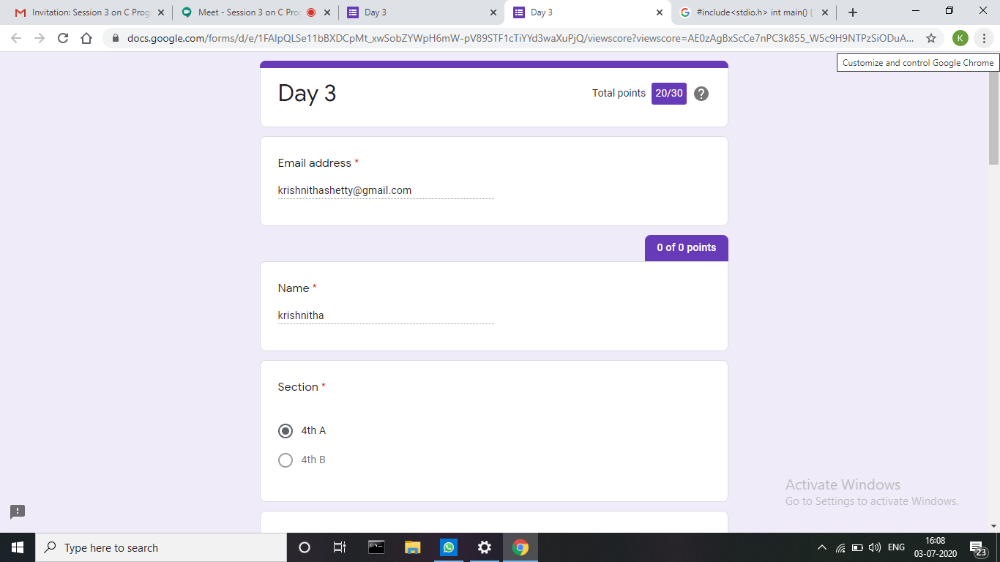 Invitation: Session 3 on C Prog
Meet - Session 3 on C Prog
Day 3
Day 3
#include<stdio.h> int main() {
docs.google.com/forms/d/e/1FAIpQLSe11bBXDCpMt_xwSobZYWpH6mW-pV89STF1cTiYYd3waXuPjQ/viewscore?viewscore=AE0zAgBxScCe7nPC3k855_W5c9H9NTPzSiODuA...
K
Customize and control Google Chrome
Day 3
Total points 20/30
Email address *
krishnithashetty@gmail.com
0 of 0 points
Name *
krishnitha
Section *
4th A
4th B
Activate Windows
Go to Settings to activate Windows.
Type here to search
ENG
16:08
03-07-2020
23